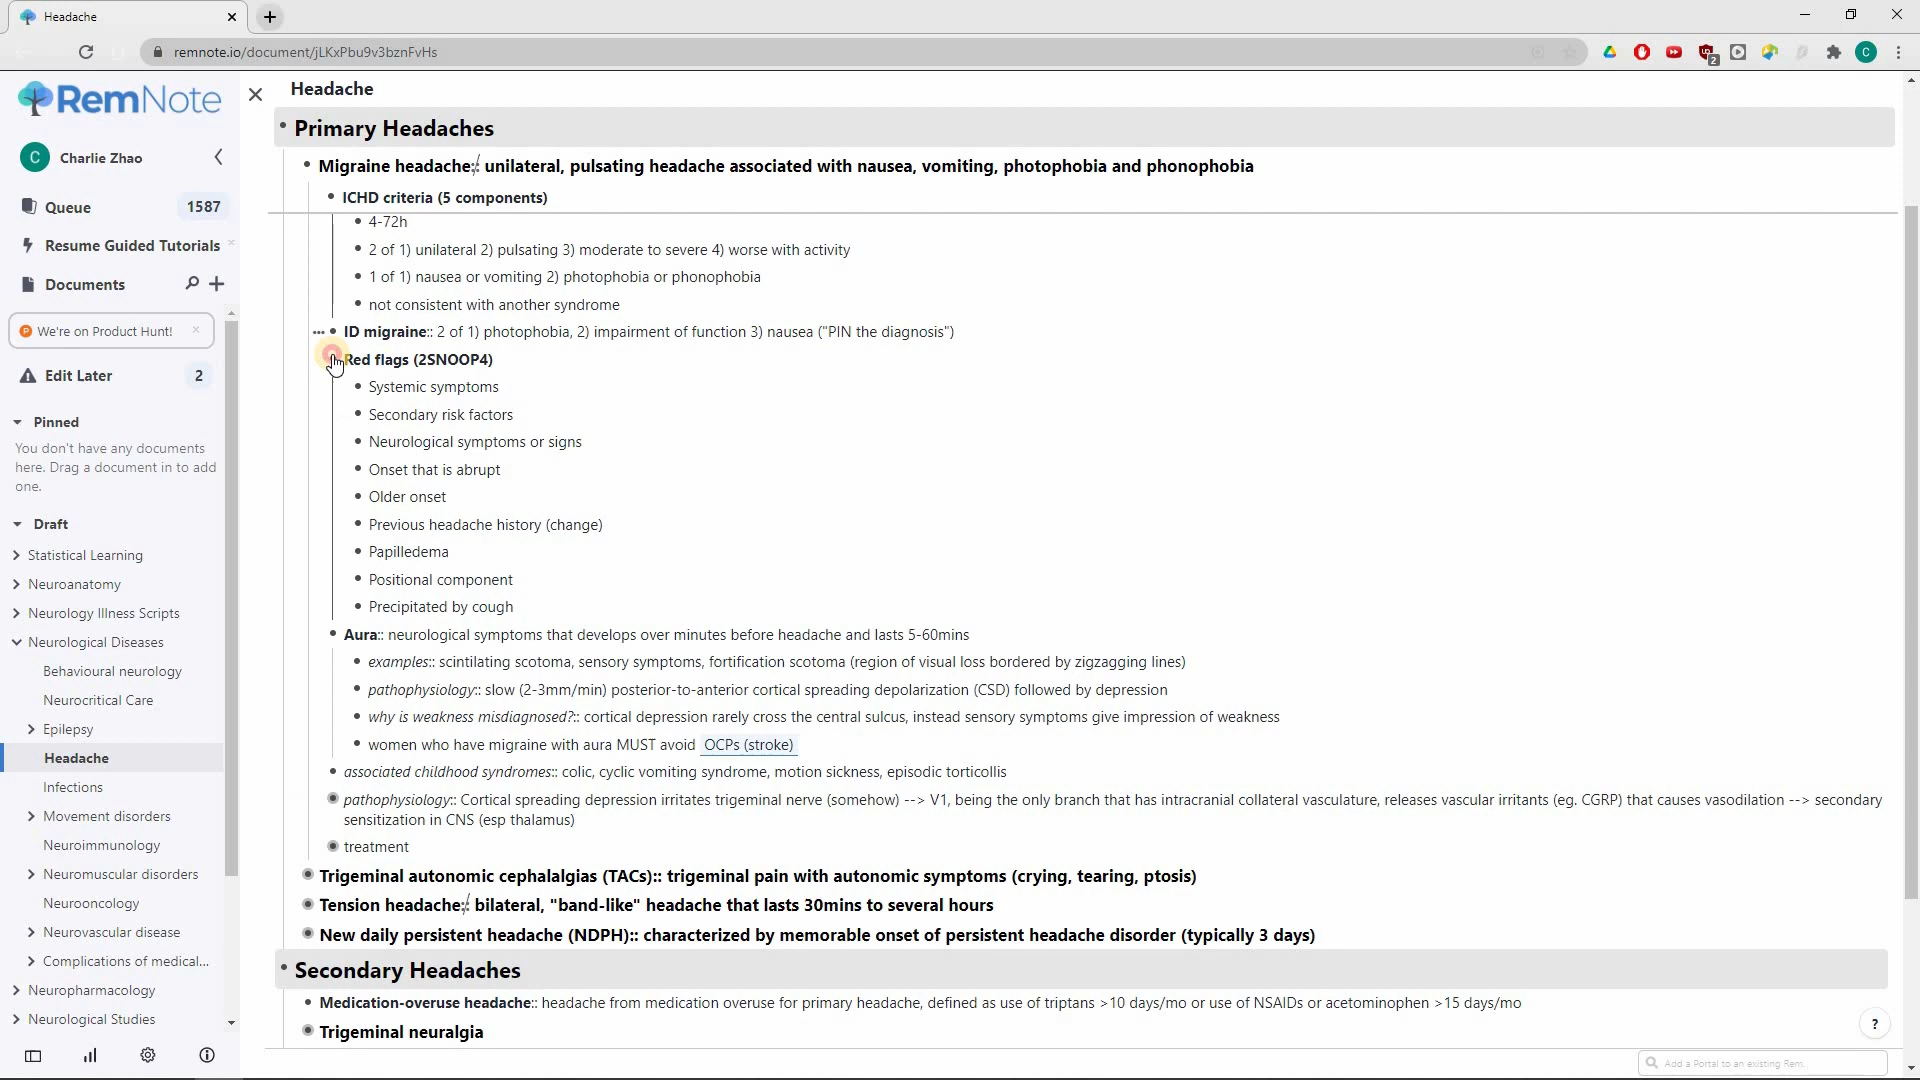 Headache
remnote.io/document/jLKxPbu9v3bznFvHs
2
C
RemNote
C Charlie Zhao
Queue 1587
Resume Guided Tutorials
Documents
We're on Product Hunt!
Edit Later 2
Pinned
You don't have any documents
here. Drag a document in to add
one.
Draft
Statistical Learning
Neuroanatomy
Neurology Illness Scripts
Neurological Diseases
Behavioural neurology
Neurocritical Care
Epilepsy
Headache
Infections
Movement disorders
Neuroimmunology
Neuromuscular disorders
Neurooncology
Neurovascular disease
Complications of medical...
Neuropharmacology
Neurological Studies
Headache
Primary Headaches
Migraine headache:: unilateral, pulsating headache associated with nausea, vomiting, photophobia and phonophobia
ICHD criteria (5 components)
4-72h
2 of 1) unilateral 2) pulsating 3) moderate to severe 4) worse with activity
1 of 1) nausea or vomiting 2) photophobia or phonophobia
not consistent with another syndrome
ID migraine:: 2 of 1) photophobia, 2) impairment of function 3) nausea ("PIN the diagnosis")
Red flags (2SNOOP4)
Systemic symptoms
Secondary risk factors
Neurological symptoms or signs
Onset that is abrupt
Older onset
Previous headache history (change)
Papilledema
Positional component
Precipitated by cough
Aura:: neurological symptoms that develops over minutes before headache and lasts 5-60mins
examples:: scintilating scotoma, sensory symptoms, fortification scotoma (region of visual loss bordered by zigzagging lines)
pathophysiology:: slow (2-3mm/min) posterior-to-anterior cortical spreading depolarization (CSD) followed by depression
why is weakness misdiagnosed?:: cortical depression rarely cross the central sulcus, instead sensory symptoms give impression of weakness
women who have migraine with aura MUST avoid OCPs (stroke)
associated childhood syndromes:: colic, cyclic vomiting syndrome, motion sickness, episodic torticollis
pathophysiology:: Cortical spreading depression irritates trigeminal nerve (somehow) --> V1, being the only branch that has intracranial collateral vasculature, releases vascular irritants (eg. CGRP) that causes vasodilation --> secondary
sensitization in CNS (esp thalamus)
treatment
Trigeminal autonomic cephalalgias (TACs):: trigeminal pain with autonomic symptoms (crying, tearing, ptosis)
Tension headache:: bilateral, "band-like" headache that lasts 30mins to several hours
New daily persistent headache (NDPH):: characterized by memorable onset of persistent headache disorder (typically 3 days)
Secondary Headaches
Medication-overuse headache:: headache from medication overuse for primary headache, defined as use of triptans >10 days/mo or use of NSAIDs or acetominophen >15 days/mo
Trigeminal neuralgia
?
Add a Portal to an existing Rem.